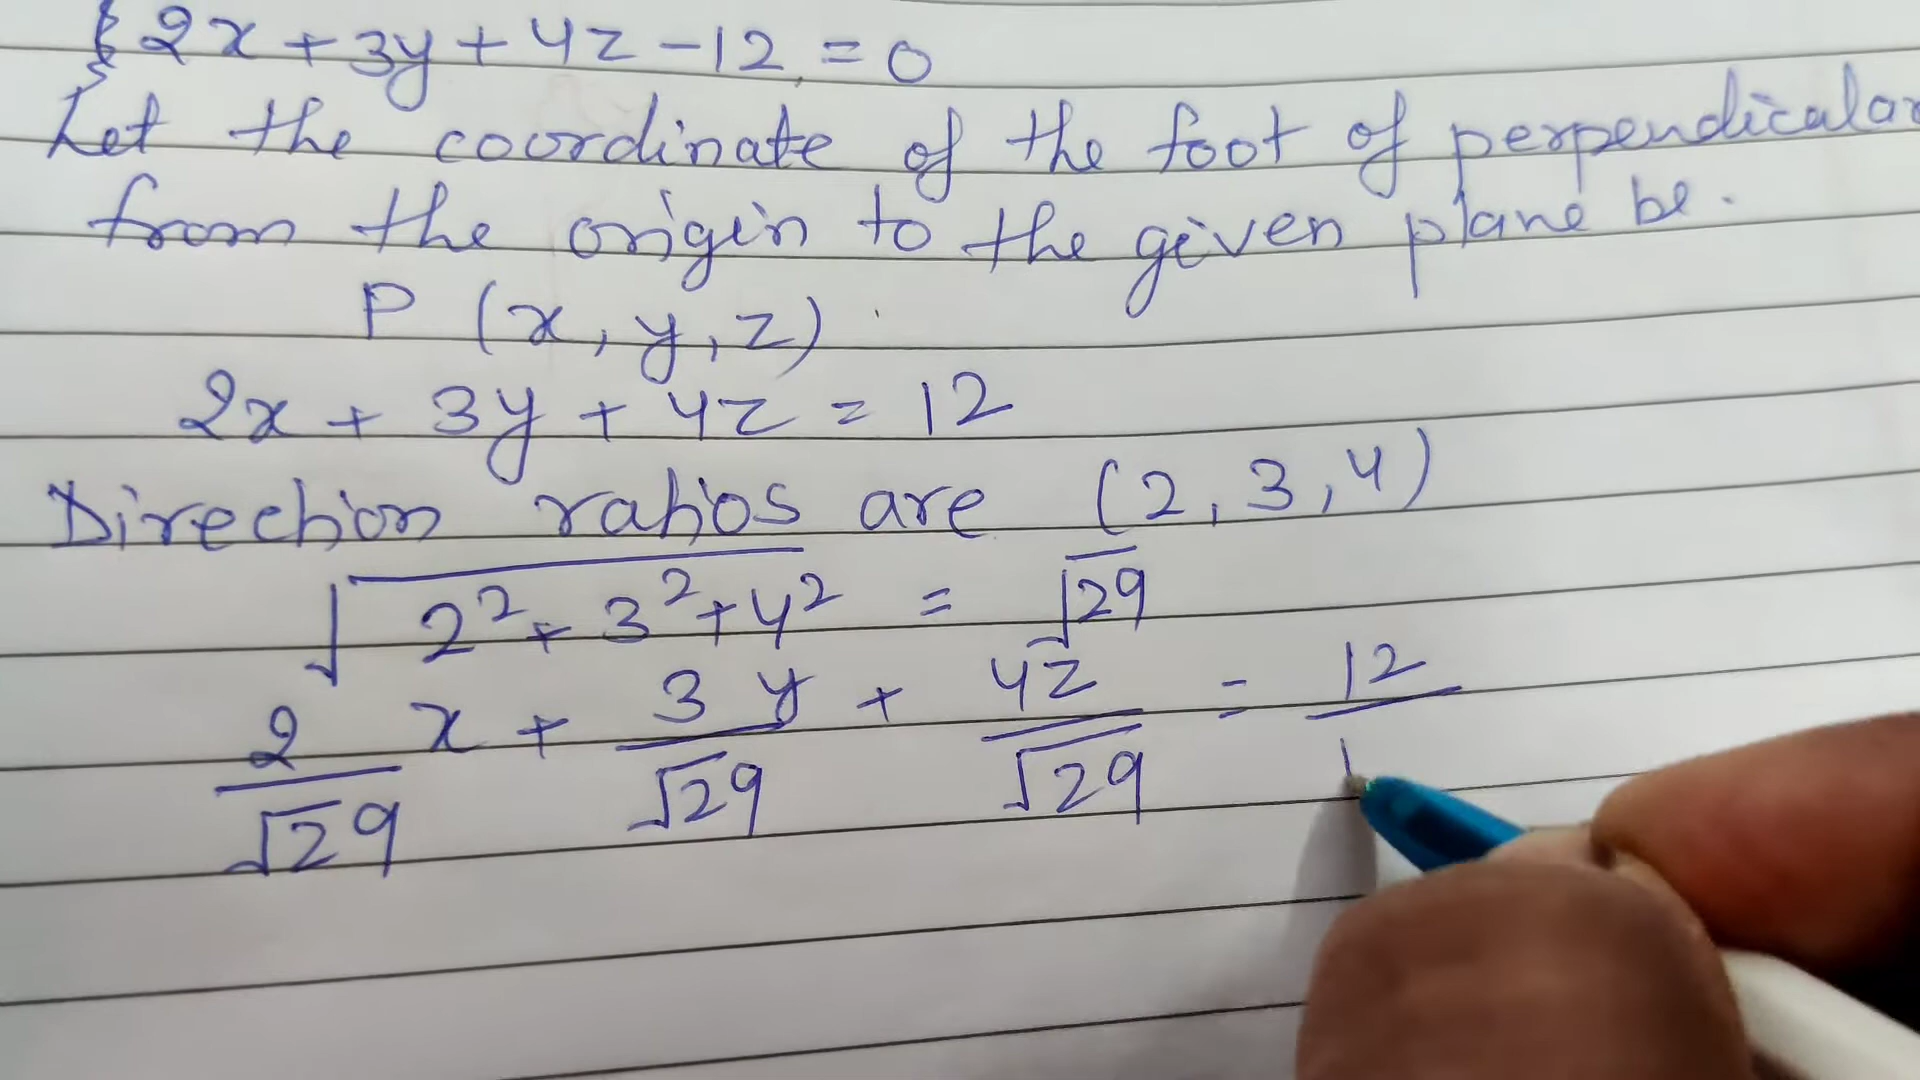 2x + 3y + 4z - 12 = 0
Let the coordinate of the foot of perpendicular
from the origin to the given plane be.
P (x, y, z)
2x + 3y + 4z = 12
Direction ratios are (2, 3, 4)
√(2² + 3² + 4²) = √29
2/√29 x + 3y/√29 + 4z/√29 = 12/